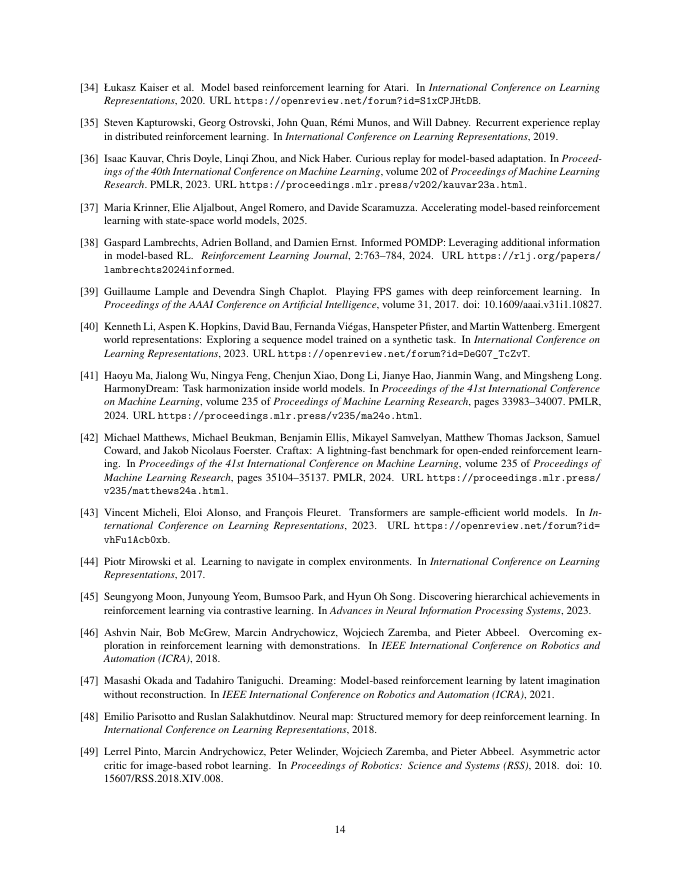 [34] Łukasz Kaiser et al. Model based reinforcement learning for Atari. In International Conference on Learning
Representations, 2020. URL https://openreview.net/forum?id=S1xCPJHtDB.
[35] Steven Kapturowski, Georg Ostrovski, John Quan, Rémi Munos, and Will Dabney. Recurrent experience replay
in distributed reinforcement learning. In International Conference on Learning Representations, 2019.
[36] Isaac Kauvar, Chris Doyle, Linqi Zhou, and Nick Haber. Curious replay for model-based adaptation. In Proceed-
ings of the 40th International Conference on Machine Learning, volume 202 of Proceedings of Machine Learning
Research. PMLR, 2023. URL https://proceedings.mlr.press/v202/kauvar23a.html.
[37] Maria Krinner, Elie Aljalbout, Angel Romero, and Davide Scaramuzza. Accelerating model-based reinforcement
learning with state-space world models, 2025.
[38] Gaspard Lambrechts, Adrien Bolland, and Damien Ernst. Informed POMDP: Leveraging additional information
in model-based RL. Reinforcement Learning Journal, 2:763–784, 2024. URL https://rlj.org/papers/
lambrechts2024informed.
[39] Guillaume Lample and Devendra Singh Chaplot. Playing FPS games with deep reinforcement learning. In
Proceedings of the AAAI Conference on Artificial Intelligence, volume 31, 2017. doi: 10.1609/aaai.v31i1.10827.
[40] Kenneth Li, Aspen K. Hopkins, David Bau, Fernanda Viégas, Hanspeter Pfister, and Martin Wattenberg. Emergent
world representations: Exploring a sequence model trained on a synthetic task. In International Conference on
Learning Representations, 2023. URL https://openreview.net/forum?id=DeG07_TcZvT.
[41] Haoyu Ma, Jialong Wu, Ningya Feng, Chenjun Xiao, Dong Li, Jianye Hao, Jianmin Wang, and Mingsheng Long.
HarmonyDream: Task harmonization inside world models. In Proceedings of the 41st International Conference
on Machine Learning, volume 235 of Proceedings of Machine Learning Research, pages 33983–34007. PMLR,
2024. URL https://proceedings.mlr.press/v235/ma24o.html.
[42] Michael Matthews, Michael Beukman, Benjamin Ellis, Mikayel Samvelyan, Matthew Thomas Jackson, Samuel
Coward, and Jakob Nicolaus Foerster. Craftax: A lightning-fast benchmark for open-ended reinforcement learn-
ing. In Proceedings of the 41st International Conference on Machine Learning, volume 235 of Proceedings of
Machine Learning Research, pages 35104–35137. PMLR, 2024. URL https://proceedings.mlr.press/
v235/matthews24a.html.
[43] Vincent Micheli, Eloi Alonso, and François Fleuret. Transformers are sample-efficient world models. In In-
ternational Conference on Learning Representations, 2023. URL https://openreview.net/forum?id=
vhFu1Acb0xb.
[44] Piotr Mirowski et al. Learning to navigate in complex environments. In International Conference on Learning
Representations, 2017.
[45] Seungyong Moon, Junyoung Yeom, Bumsoo Park, and Hyun Oh Song. Discovering hierarchical achievements in
reinforcement learning via contrastive learning. In Advances in Neural Information Processing Systems, 2023.
[46] Ashvin Nair, Bob McGrew, Marcin Andrychowicz, Wojciech Zaremba, and Pieter Abbeel. Overcoming ex-
ploration in reinforcement learning with demonstrations. In IEEE International Conference on Robotics and
Automation (ICRA), 2018.
[47] Masashi Okada and Tadahiro Taniguchi. Dreaming: Model-based reinforcement learning by latent imagination
without reconstruction. In IEEE International Conference on Robotics and Automation (ICRA), 2021.
[48] Emilio Parisotto and Ruslan Salakhutdinov. Neural map: Structured memory for deep reinforcement learning. In
International Conference on Learning Representations, 2018.
[49] Lerrel Pinto, Marcin Andrychowicz, Peter Welinder, Wojciech Zaremba, and Pieter Abbeel. Asymmetric actor
critic for image-based robot learning. In Proceedings of Robotics: Science and Systems (RSS), 2018. doi: 10.
15607/RSS.2018.XIV.008.
14